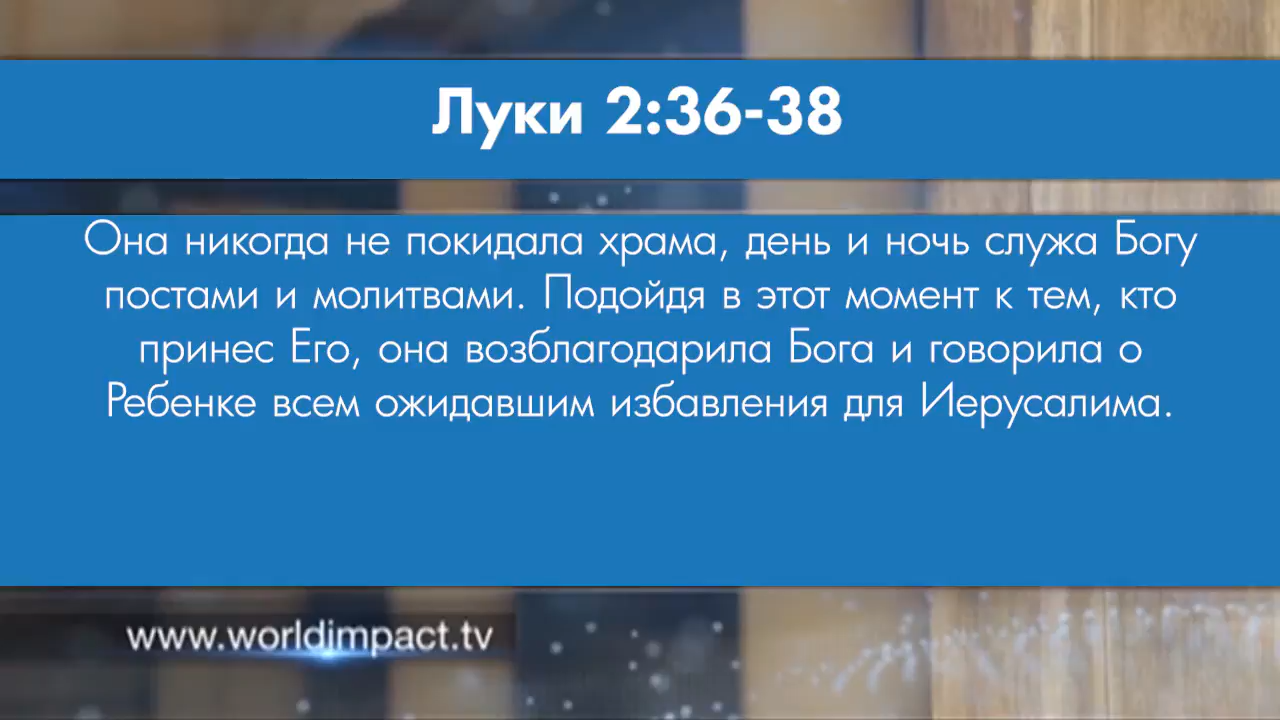 Луки 2:36-38
Она никогда не покидала храма, день и ночь служа Богу
постами и молитвами. Подойдя в этот момент к тем, кто
принес Его, она возблагодарила Бога и говорила о
Ребенке всем ожидавшим избавления для Иерусалима.
www.worldimpact.tv